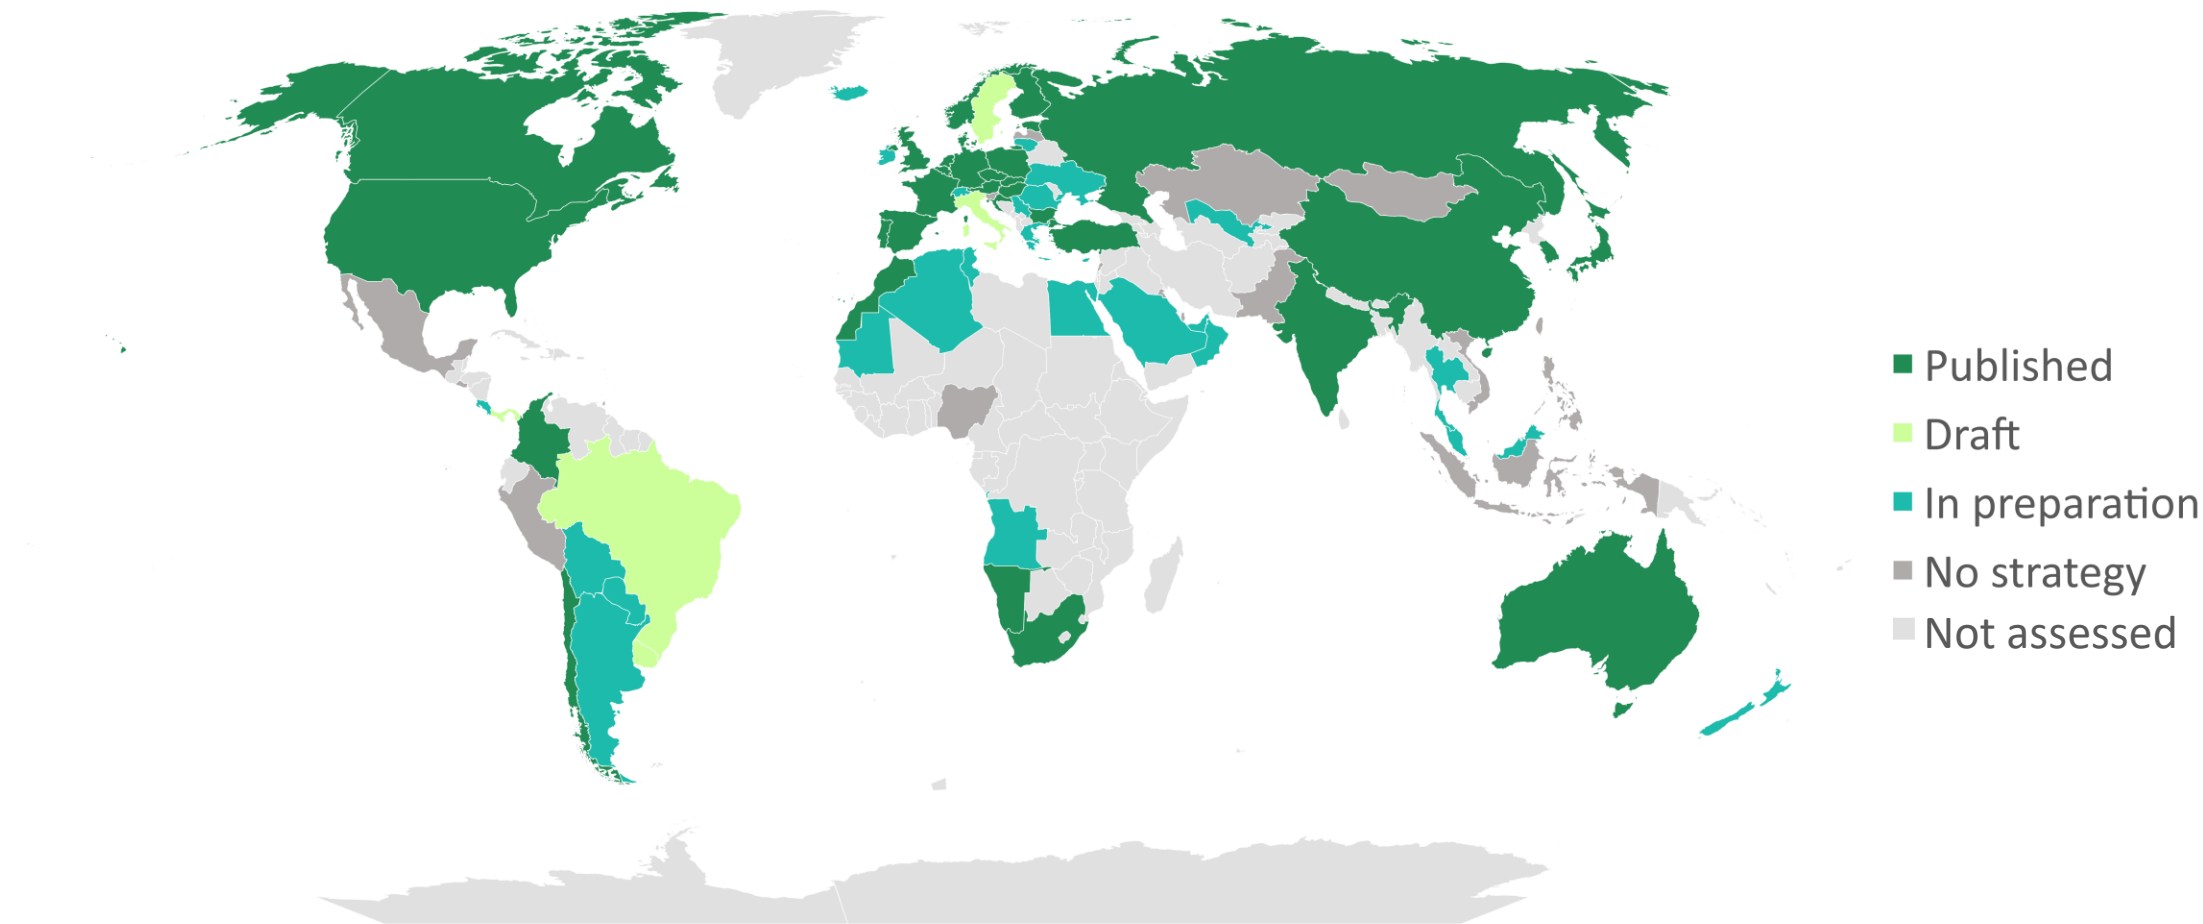 Published
Draft
In preparation
No strategy
Not assessed